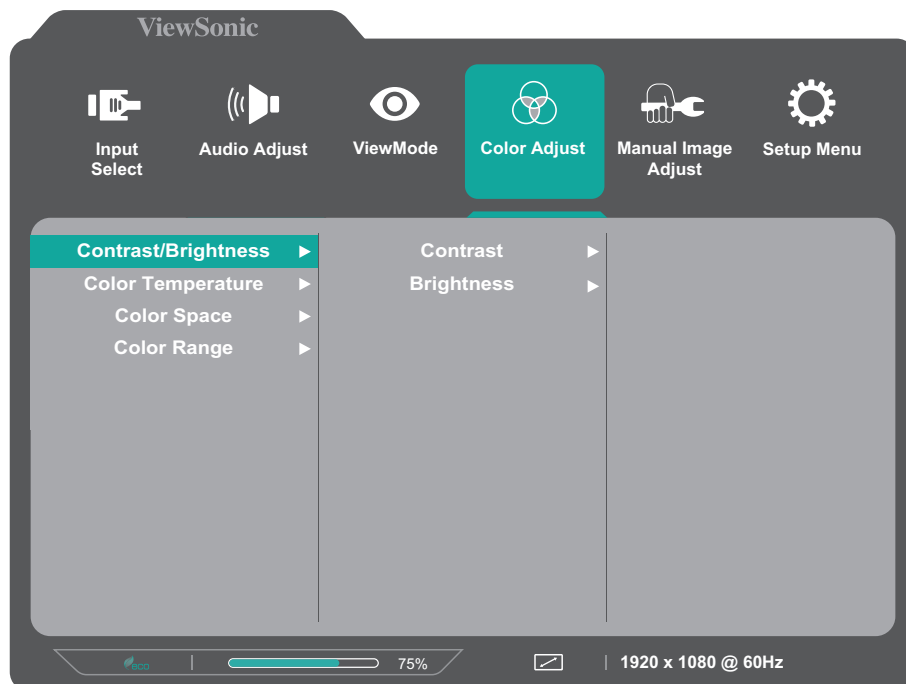 ViewSonic
Input
Select
Audio Adjust
ViewMode
Color Adjust
Manual Image
Adjust
Setup Menu
Contrast/Brightness
Color Temperature
Color Space
Color Range
Contrast
Brightness
ECO
75%
1920 x 1080 @ 60Hz